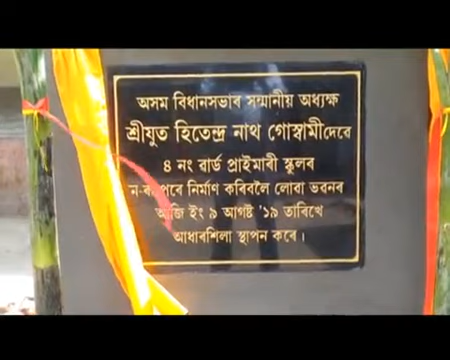 অসম বিধানসভাৰ সন্মানীয় অধ্যক্ষ
শ্ৰীযুত হিতেন্দ্ৰ নাথ গোস্বামীদেৱে
৪ নং ৱাৰ্ড প্ৰাইমাৰী স্কুলৰ
ন-ৰূপৰে নিৰ্মাণ কৰিবলৈ লোৱা ভৱনৰ
আজি ইং ৯ আগষ্ট '১৯ তাৰিখে
আধাৰশিলা স্থাপন কৰে।